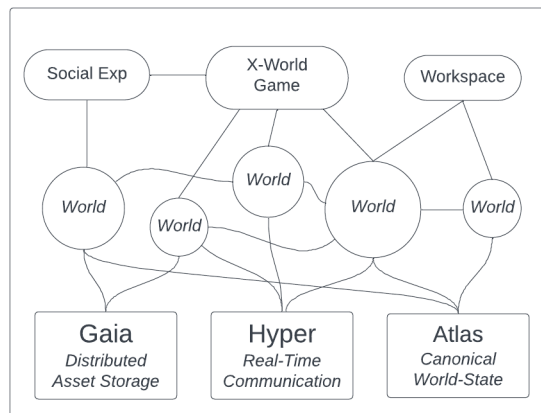 Social Exp
X-World
Game
Workspace
World
World
World
World
World
Gaia
Distributed
Asset Storage
Hyper
Real-Time
Communication
Atlas
Canonical
World-State